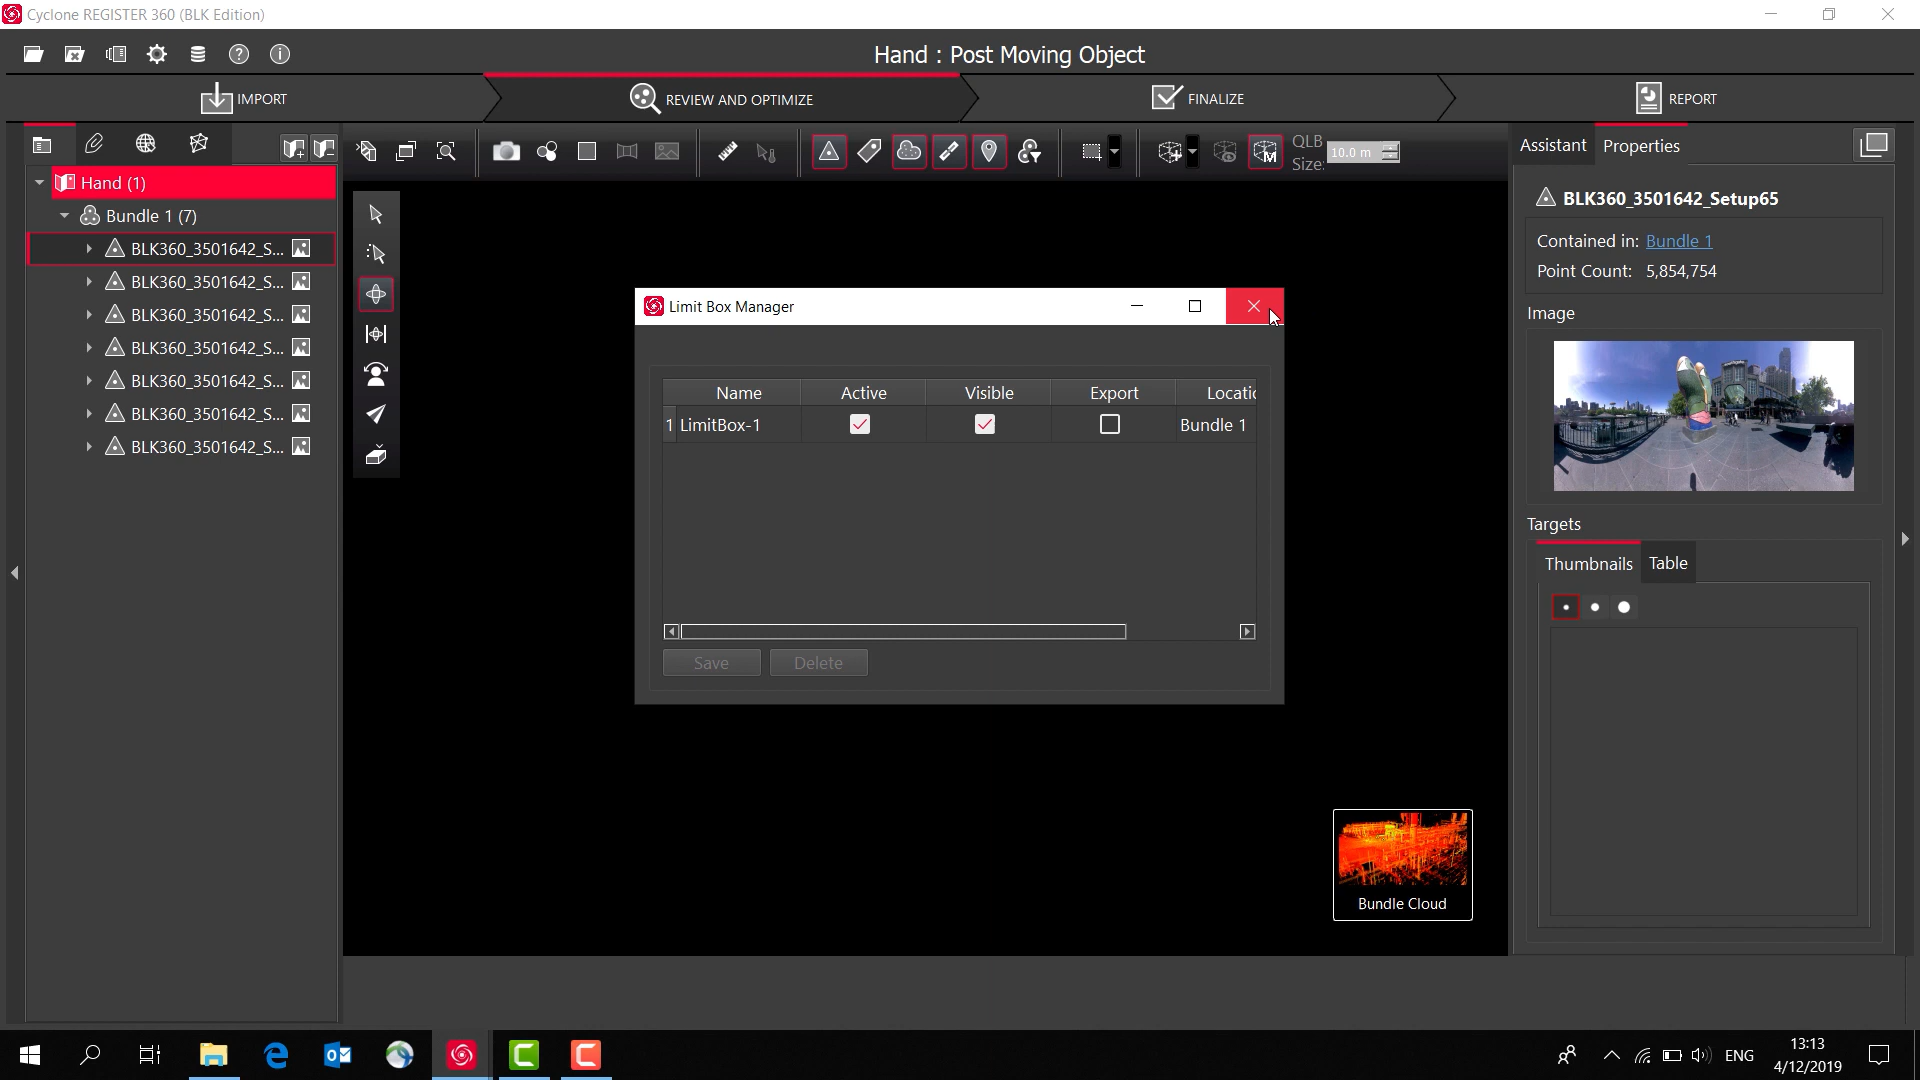 Cyclone REGISTER 360 (BLK Edition)
Hand : Post Moving Object
IMPORT
REVIEW AND OPTIMIZE
FINALIZE
REPORT
QLB
Size:
10.0 m
Hand (1)
Bundle 1 (7)
BLK360_3501642_S...
BLK360_3501642_S...
BLK360_3501642_S...
BLK360_3501642_S...
BLK360_3501642_S...
BLK360_3501642_S...
BLK360_3501642_S...
Limit Box Manager
Name Active Visible Export Locatic
1 LimitBox-1 Bundle 1
Save Delete
Bundle Cloud
Assistant Properties
BLK360_3501642_Setup65
Contained in: Bundle 1
Point Count: 5,854,754
Image
Targets
Thumbnails Table
ENG
13:13
4/12/2019